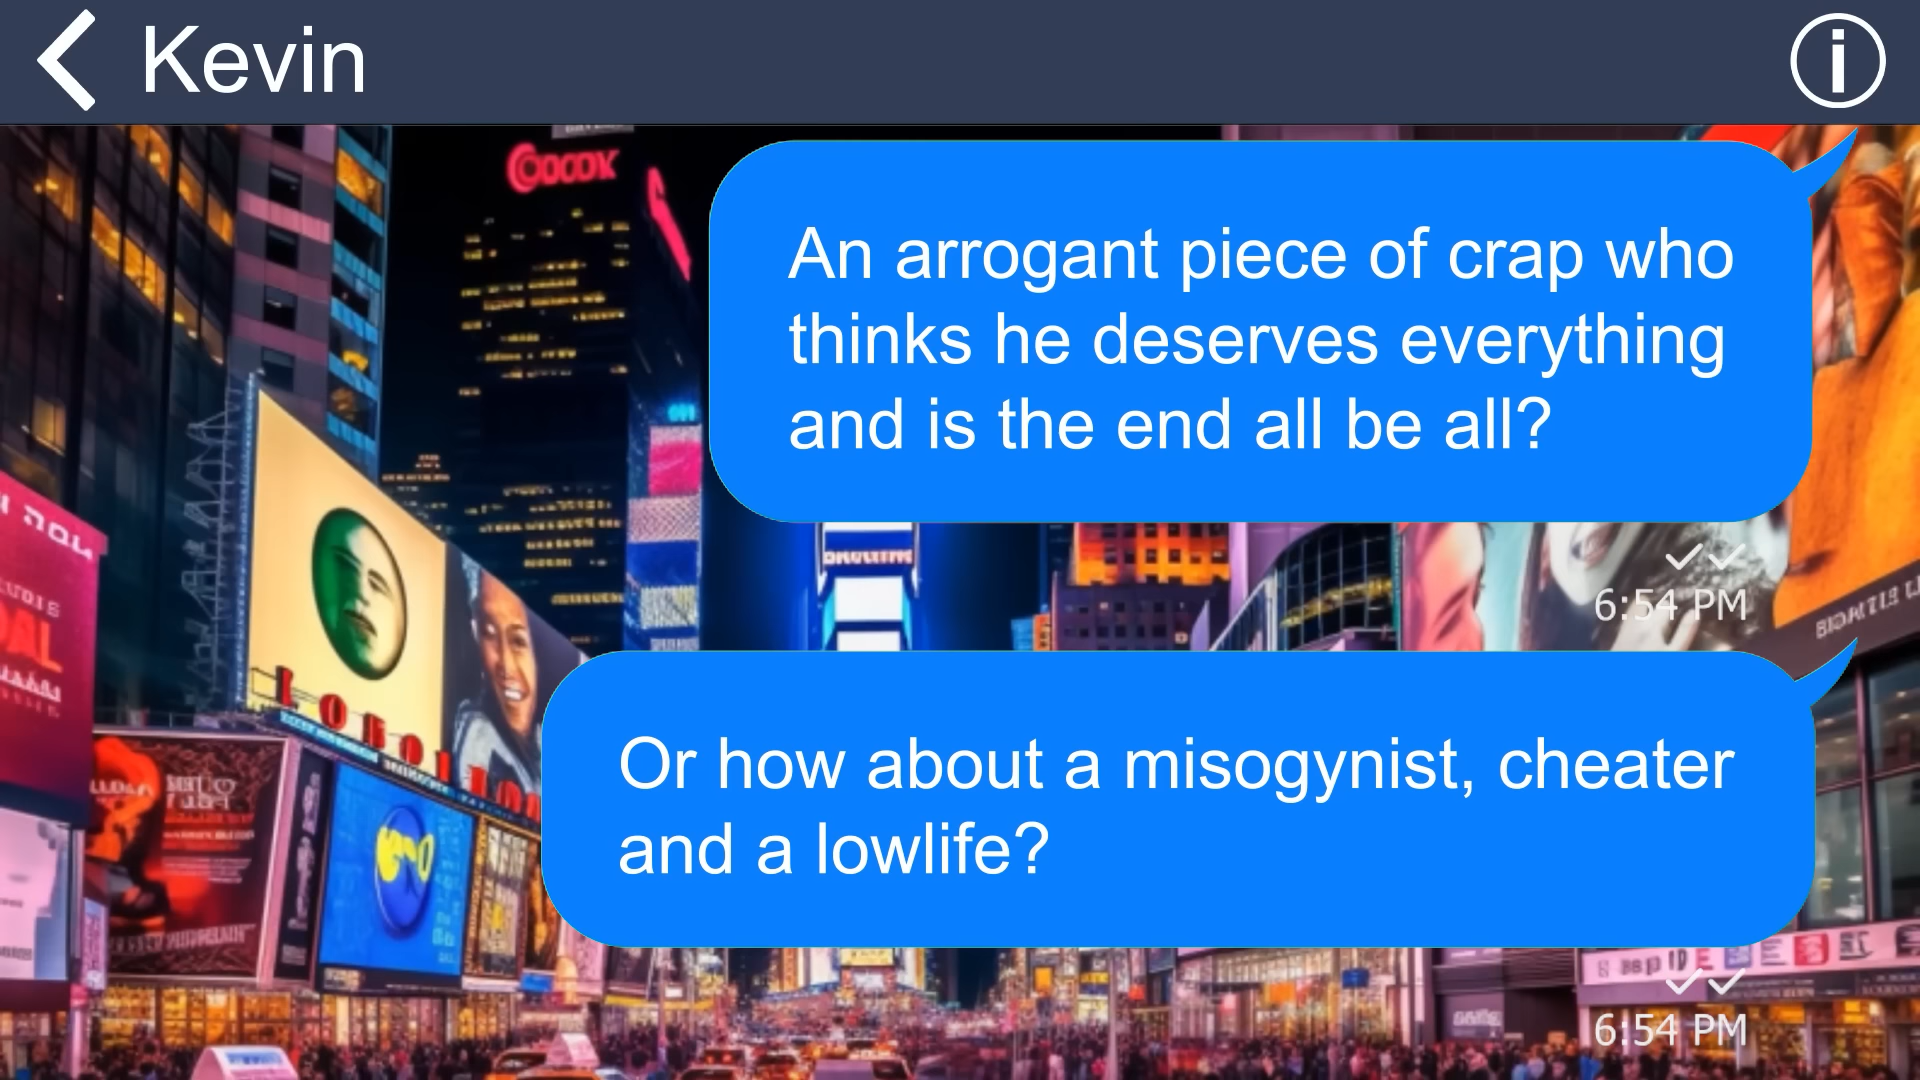 Kevin
An arrogant piece of crap who
thinks he deserves everything
and is the end all be all?
6:54 PM
Or how about a misogynist, cheater
and a lowlife?
6:54 PM